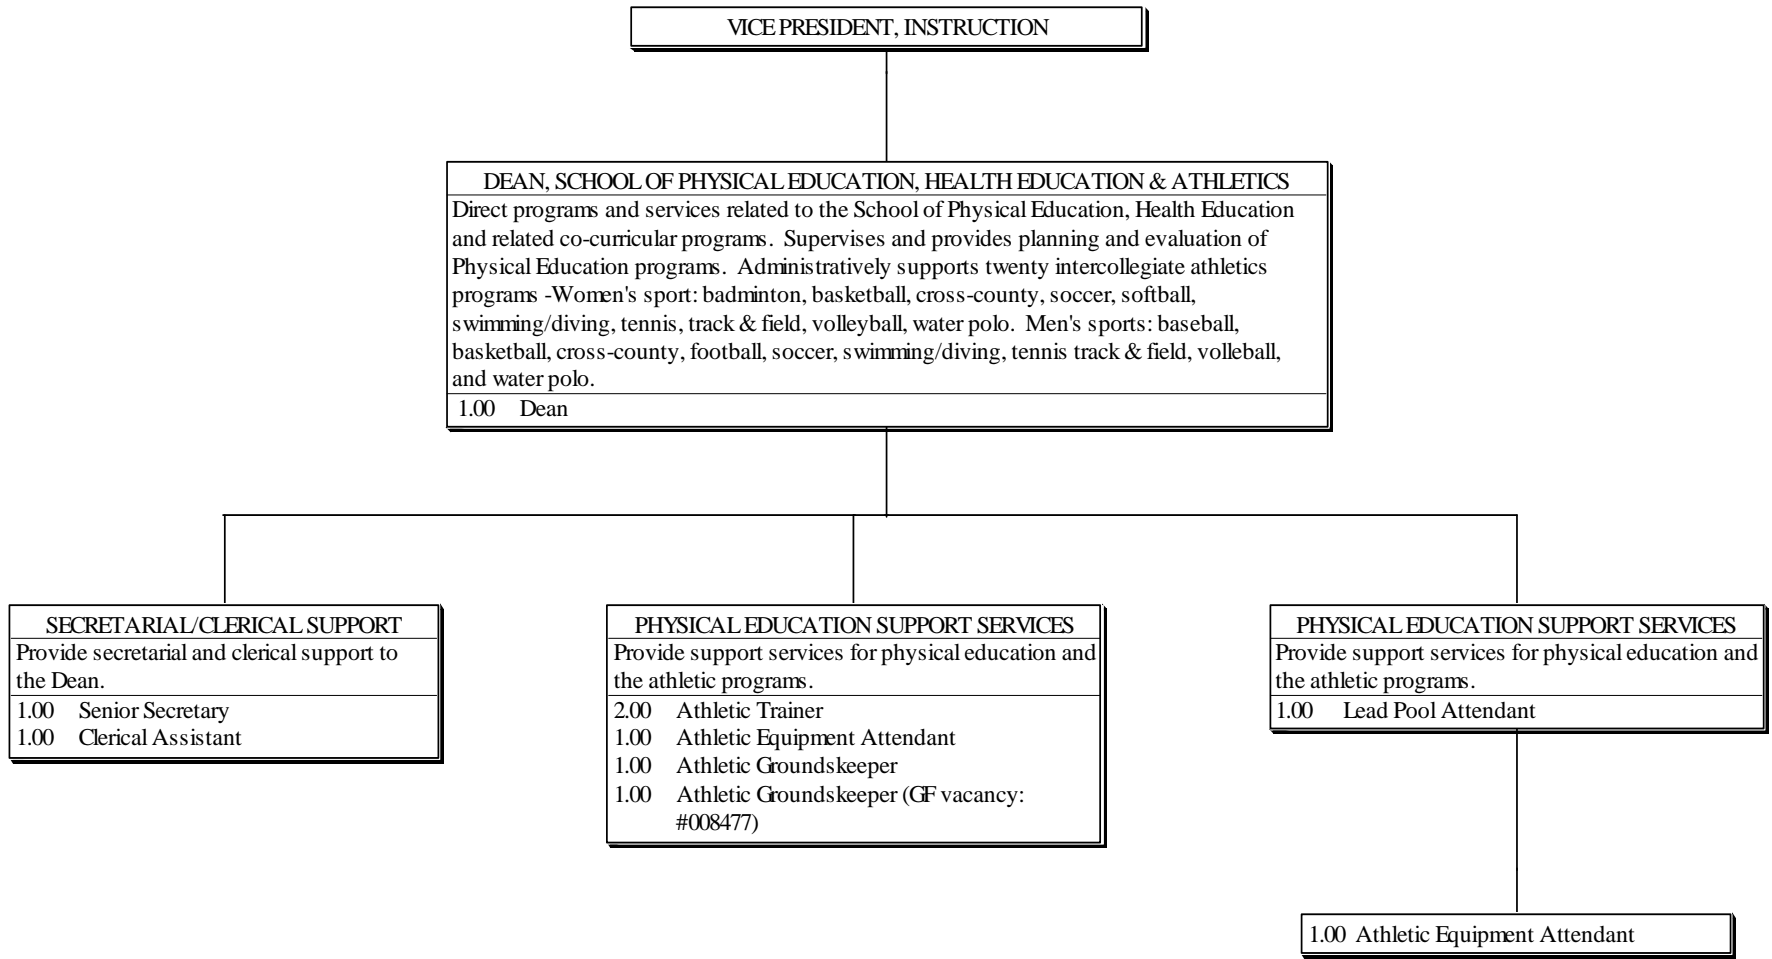 VICE PRESIDENT, INSTRUCTION
DEAN, SCHOOL OF PHYSICAL EDUCATION, HEALTH EDUCATION & ATHLETICS
Direct programs and services related to the School of Physical Education, Health Education
and related co-curricular programs.  Supervises and provides planning and evaluation of
Physical Education programs.  Administratively supports twenty intercollegiate athletics
programs -Women's sport: badminton, basketball, cross-county, soccer, softball,
swimming/diving, tennis, track & field, volleyball, water polo.  Men's sports: baseball,
basketball, cross-county, football, soccer, swimming/diving, tennis track & field, volleball,
and water polo.
1.00 Dean
SECRETARIAL/CLERICAL SUPPORT
Provide secretarial and clerical support to
the Dean.
1.00 Senior Secretary
1.00 Clerical Assistant
PHYSICAL EDUCATION SUPPORT SERVICES
Provide support services for physical education and
the athletic programs.
2.00 Athletic Trainer
1.00 Athletic Equipment Attendant
1.00 Athletic Groundskeeper
1.00 Athletic Groundskeeper (GF vacancy:
#008477)
PHYSICAL EDUCATION SUPPORT SERVICES
Provide support services for physical education and
the athletic programs.
1.00 Lead Pool Attendant
1.00 Athletic Equipment Attendant